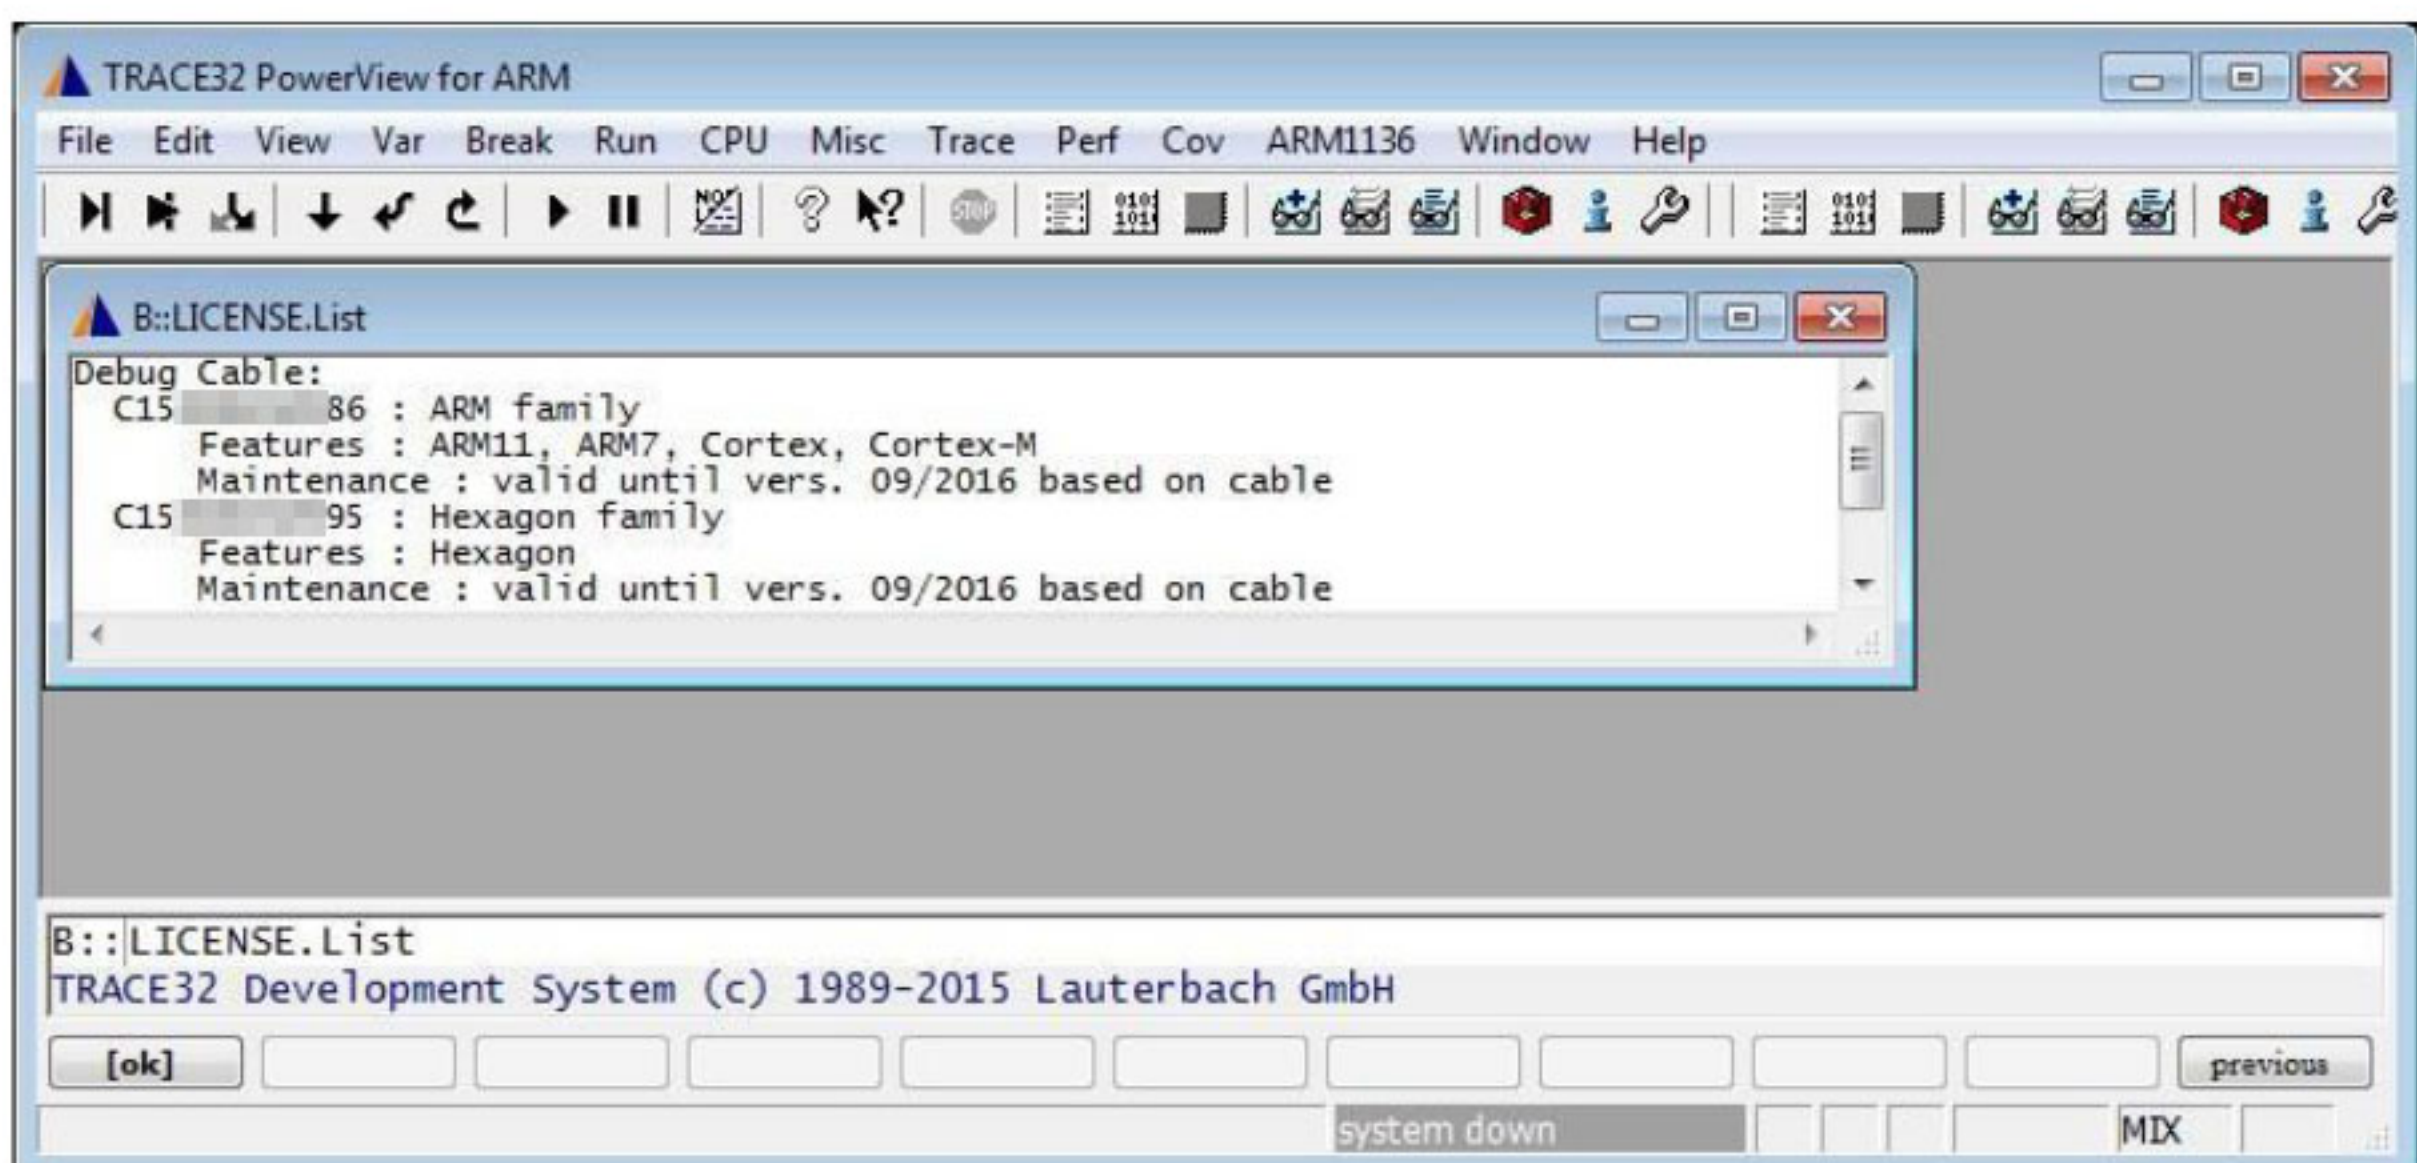 TRACE32 PowerView for ARM
File Edit View Var Break Run CPU Misc Trace Perf Cov ARM1136 Window Help
B::LICENSE.List
Debug Cable:
C15 86 : ARM family
Features : ARM11, ARM7, Cortex, Cortex-M
Maintenance : valid until vers. 09/2016 based on cable
C15 95 : Hexagon family
Features : Hexagon
Maintenance : valid until vers. 09/2016 based on cable
B::LICENSE.List
TRACE32 Development System (c) 1989-2015 Lauterbach GmbH
[ok] previous
system down MIX